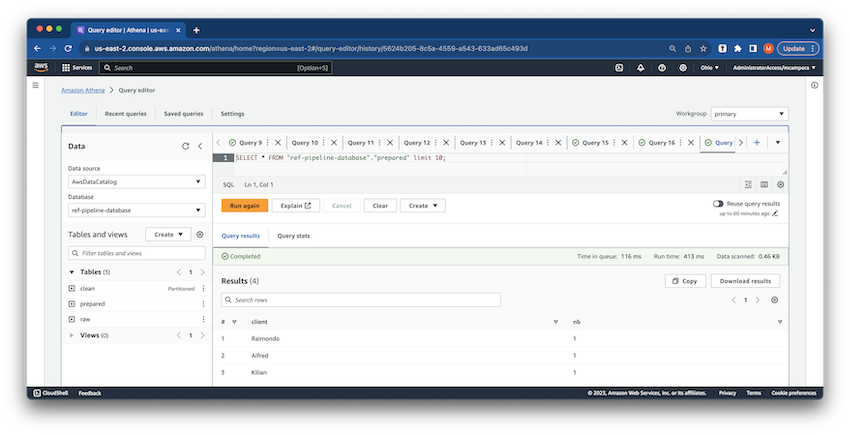 Query editor | Athena | us-eas
us-east-2.console.aws.amazon.com/athena/home?region=us-east-2#/query-editor/history/5624b205-8c5a-4559-a543-633ad65c493d
M
Update
aws
Services
Search
[Option+S]
Ohio
AdministratorAccess/mcampora
Amazon Athena
Query editor
Editor
Recent queries
Saved queries
Settings
Workgroup
primary
Data
Data source
AwsDataCatalog
Database
ref-pipeline-database
Tables and views
Create
Filter tables and views
Tables (3)
1
clean
Partitioned
prepared
raw
Views (0)
1
Query 9
Query 10
Query 11
Query 12
Query 13
Query 14
Query 15
Query 16
Query
1 SELECT * FROM "ref-pipeline-database"."prepared" limit 10;
SQL Ln 1, Col 1
Run again
Explain
Cancel
Clear
Create
Reuse query results
up to 60 minutes ago
Query results
Query stats
Completed
Time in queue: 116 ms
Run time: 413 ms
Data scanned: 0.46 KB
Results (4)
Copy
Download results
Search rows
1
# client nb
1 Raimondo 1
2 Alfred 1
3 Kilian 1
CloudShell
Feedback
© 2023, Amazon Web Services, Inc. or its affiliates.
Privacy
Terms
Cookie preferences